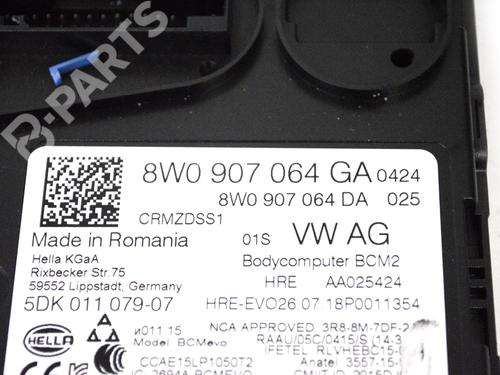 8W0 907 064 GA 0424
8W0 907 064 DA 025
CRMZDSS1
Made in Romania
01S VW AG
Hella KGaA
Rixbecker Str.75
59552 Lippstadt, Germany
Bodycomputer BCM2
HRE AA025424
5DK 011 079-07
HRE-EVO26.07.18P0011354
HELLA
и011 15
Model BCMevo
NCA APPROVED 3R8-8M-7DF-2
RAAU/05C/0415/S (14.3
IFETEL RLVHEBC15-0
CCAE15LP1050T2
Anatel 3557-15-
B-PARTS